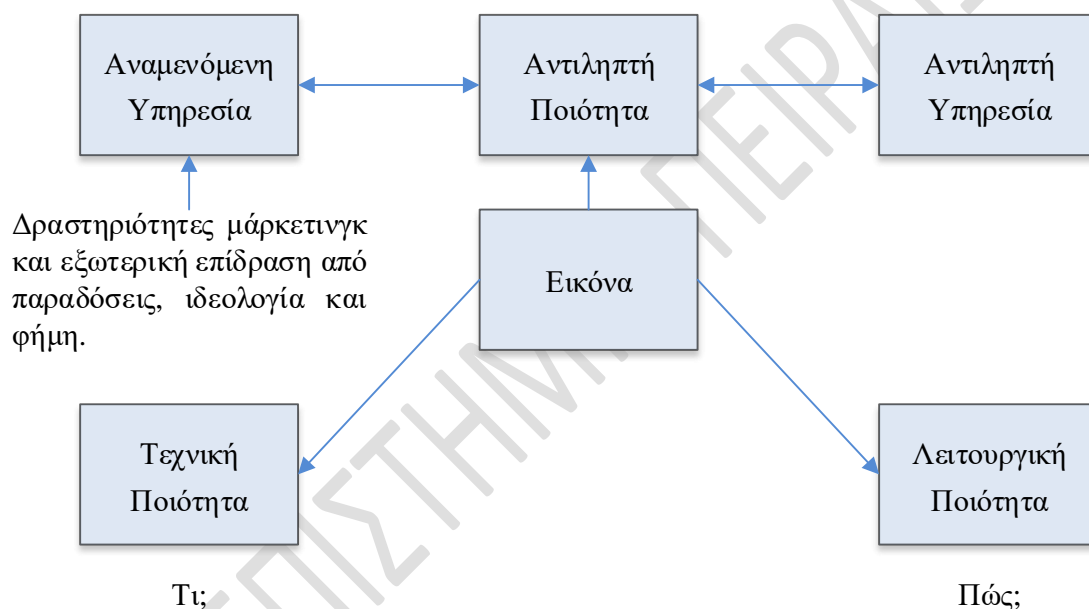 Αναμενόμενη
Υπηρεσία
Αντιληπτή
Ποιότητα
Αντιληπτή
Υπηρεσία
Δραστηριότητες μάρκετινγκ
και εξωτερική επίδραση από
παραδόσεις, ιδεολογία και
φήμη.
Εικόνα
Τεχνική
Ποιότητα
Λειτουργική
Ποιότητα
Τι;
Πώς;